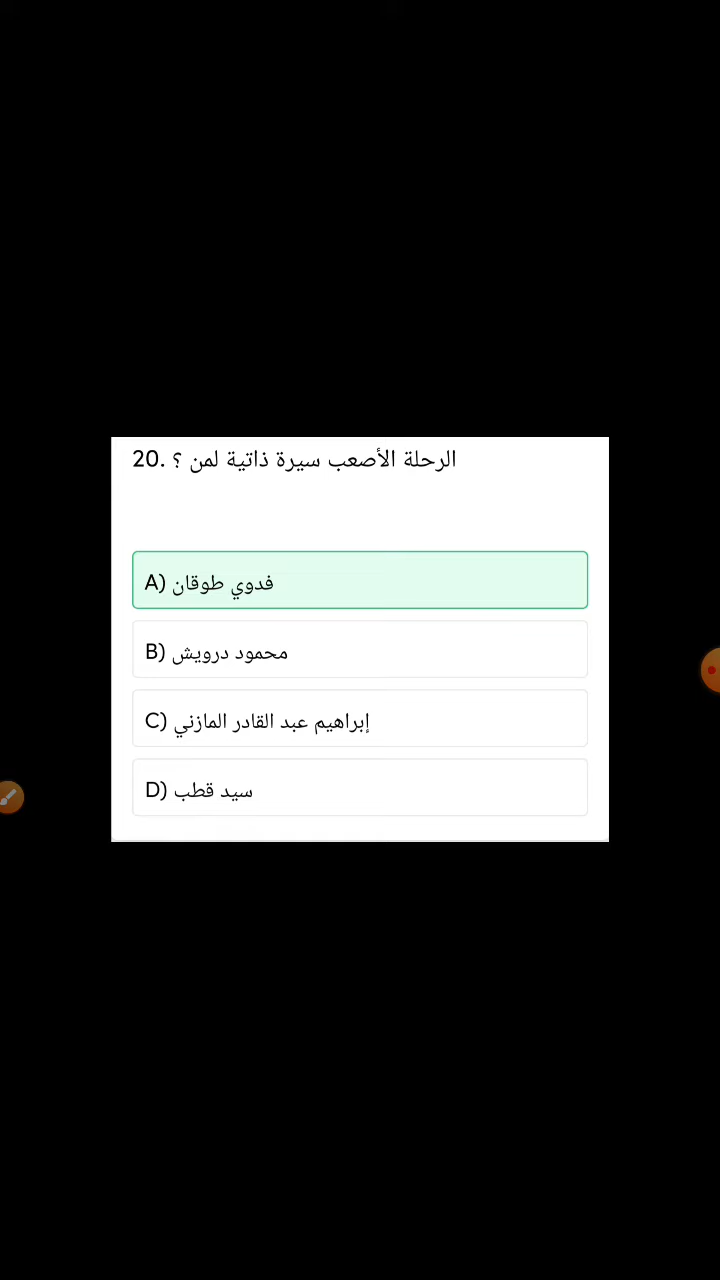 20. الرحلة الأصعب سيرة ذاتية لمن ؟
A) فدوي طوقان
B) محمود درويش
C) إبراهيم عبد القادر المازني
D) سيد قطب